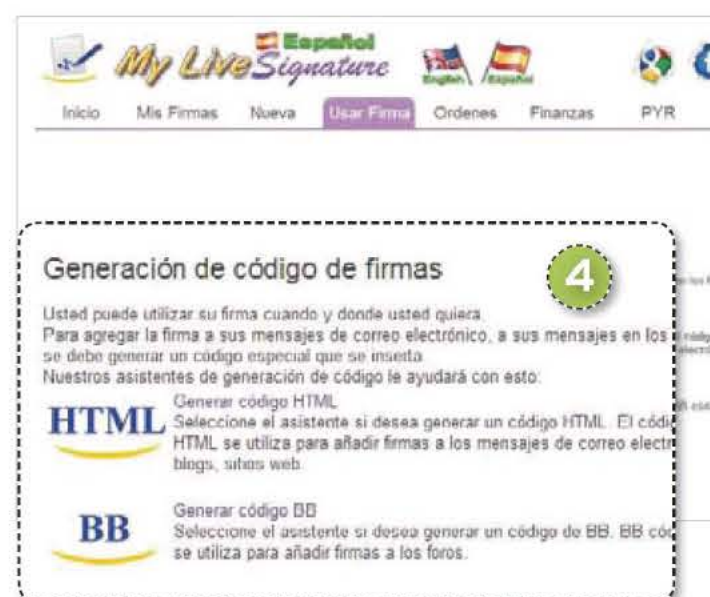 Español
My Live Signature
English
Español
Inicio Mis Firmas Nueva Usar Firma Ordenes Finanzas PYR
4
Generación de código de firmas
Usted puede utilizar su firma cuando y donde usted quiera.
Para agregar la firma a sus mensajes de correo electrónico, a sus mensajes en los
se debe generar un código especial que se inserta
Nuestros asistentes de generación de código le ayudará con esto:
HTML
Generar código HTML
Seleccione el asistente si desea generar un código HTML. El códi
HTML se utiliza para añadir firmas a los mensajes de correo electr
blogs, sitios web.
BB
Generar código BB
Seleccione el asistente si desea generar un código de BB. BB cód
se utiliza para añadir firmas a los foros.